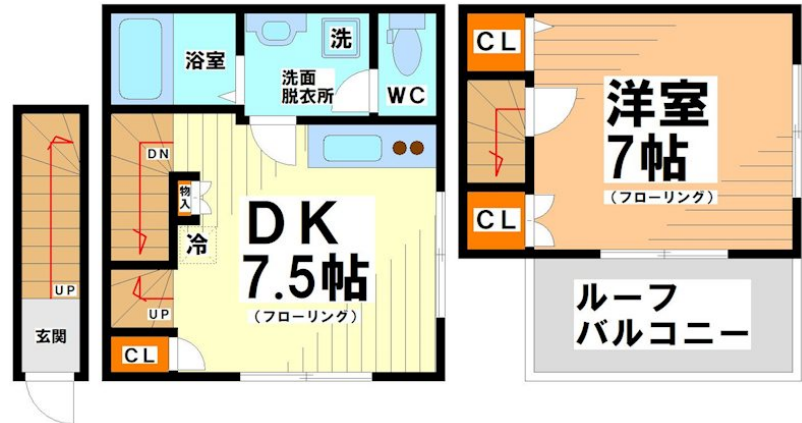 UP
玄関
浴室
洗
洗面
脱衣所
WC
DN
物
入
冷
DK
7.5帖
(フローリング)
UP
CL
CL
洋室
7帖
(フローリング)
CL
ルーフ
バルコニー